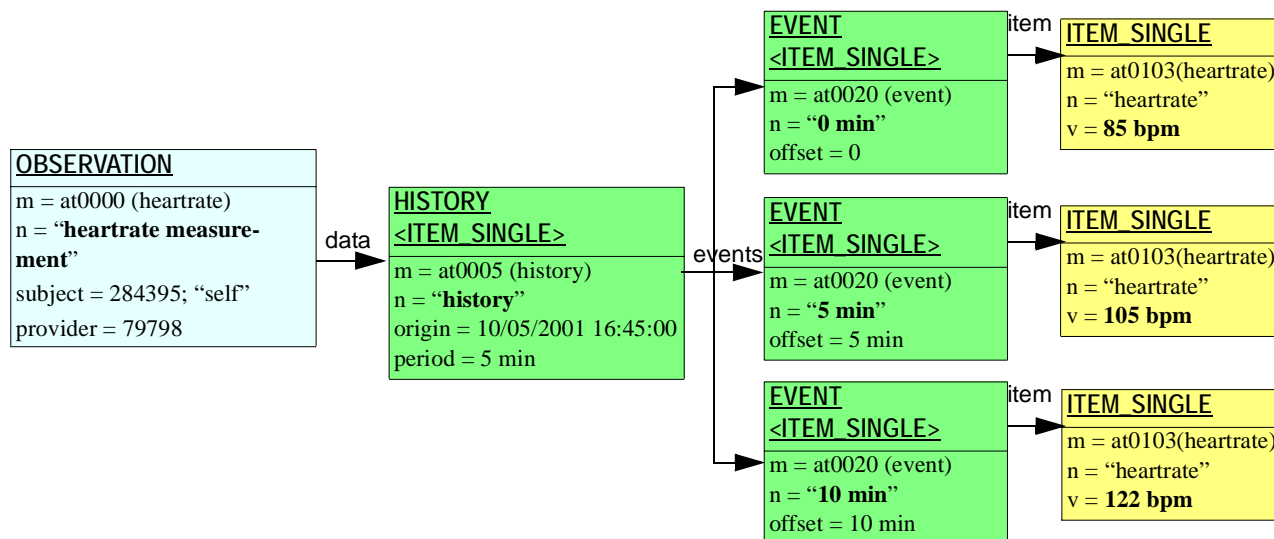 OBSERVATION
m = at0000 (heartrate)
n = “heartrate measure-
ment”
subject = 284395; “self”
provider = 79798
data
HISTORY
<ITEM_SINGLE>
m = at0005 (history)
n = “history”
origin = 10/05/2001 16:45:00
period = 5 min
events
EVENT
<ITEM_SINGLE>
m = at0020 (event)
n = “0 min”
offset = 0
item
ITEM_SINGLE
m = at0103(heartrate)
n = “heartrate”
v = 85 bpm
EVENT
<ITEM_SINGLE>
m = at0020 (event)
n = “5 min”
offset = 5 min
item
ITEM_SINGLE
m = at0103(heartrate)
n = “heartrate”
v = 105 bpm
EVENT
<ITEM_SINGLE>
m = at0020 (event)
n = “10 min”
offset = 10 min
item
ITEM_SINGLE
m = at0103(heartrate)
n = “heartrate”
v = 122 bpm